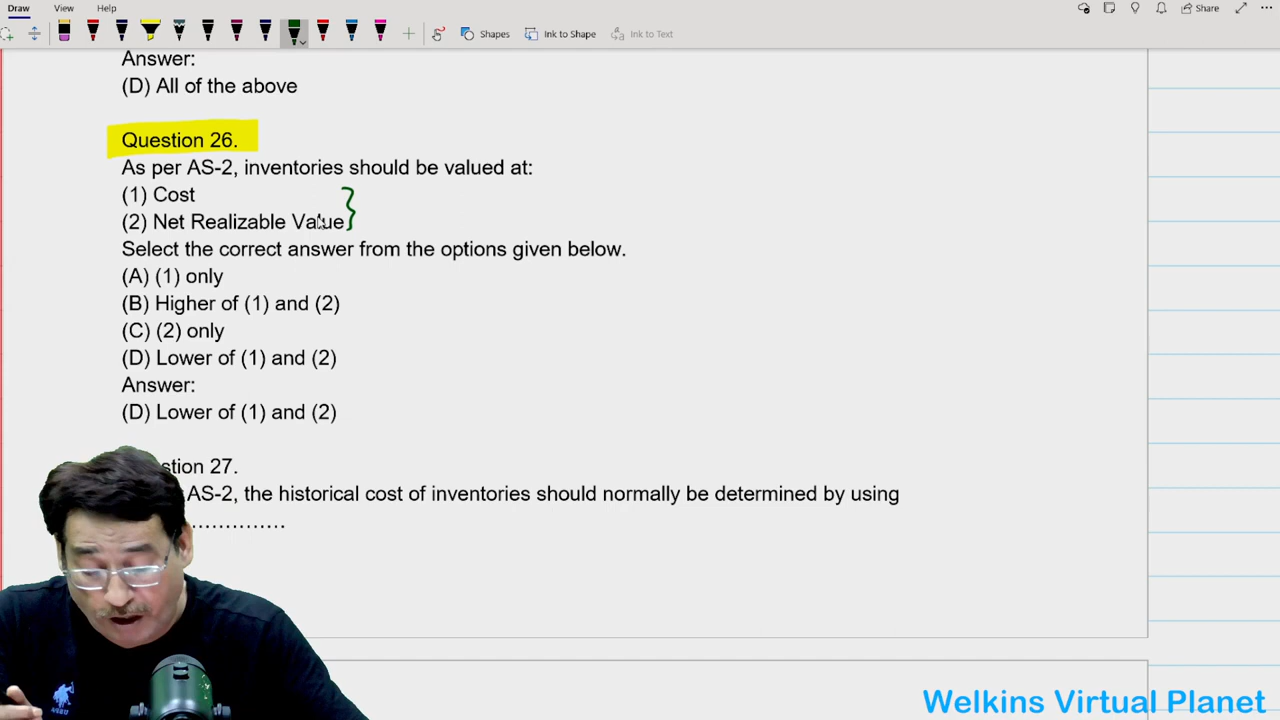 Draw View Help
Share
Shapes Ink to Shape Ink to Text
Answer:
(D) All of the above
Question 26.
As per AS-2, inventories should be valued at:
(1) Cost
(2) Net Realizable Value
Select the correct answer from the options given below.
(A) (1) only
(B) Higher of (1) and (2)
(C) (2) only
(D) Lower of (1) and (2)
Answer:
(D) Lower of (1) and (2)
stion 27.
AS-2, the historical cost of inventories should normally be determined by using
……………
Welkins Virtual Planet